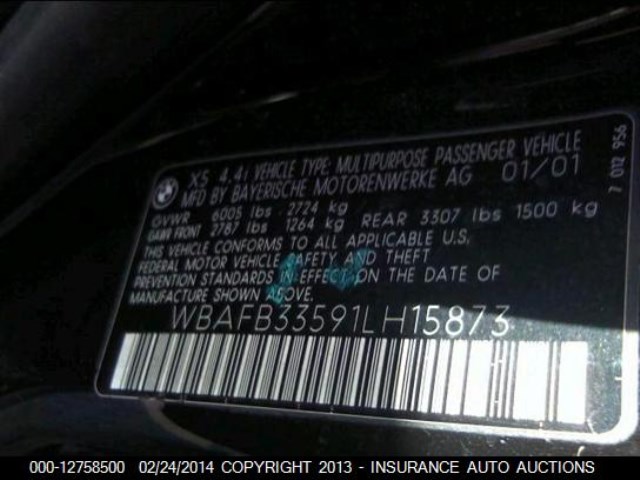 X5 4.4i VEHICLE TYPE: MULTIPURPOSE PASSENGER VEHICLE
MFD BY BAYERISCHE MOTORENWERKE AG 01/01
GVWR 6005 lbs - 2724 kg
GAWR FRONT 2787 lbs 1264 kg REAR 3307 lbs 1500 kg
THIS VEHICLE CONFORMS TO ALL APPLICABLE U.S.
FEDERAL MOTOR VEHICLE SAFETY AND THEFT
PREVENTION STANDARDS IN EFFECT ON THE DATE OF
MANUFACTURE SHOWN ABOVE
WBAFB33591LH15873
7 012 956
000-12758500 02/24/2014 COPYRIGHT 2013 - INSURANCE AUTO AUCTIONS